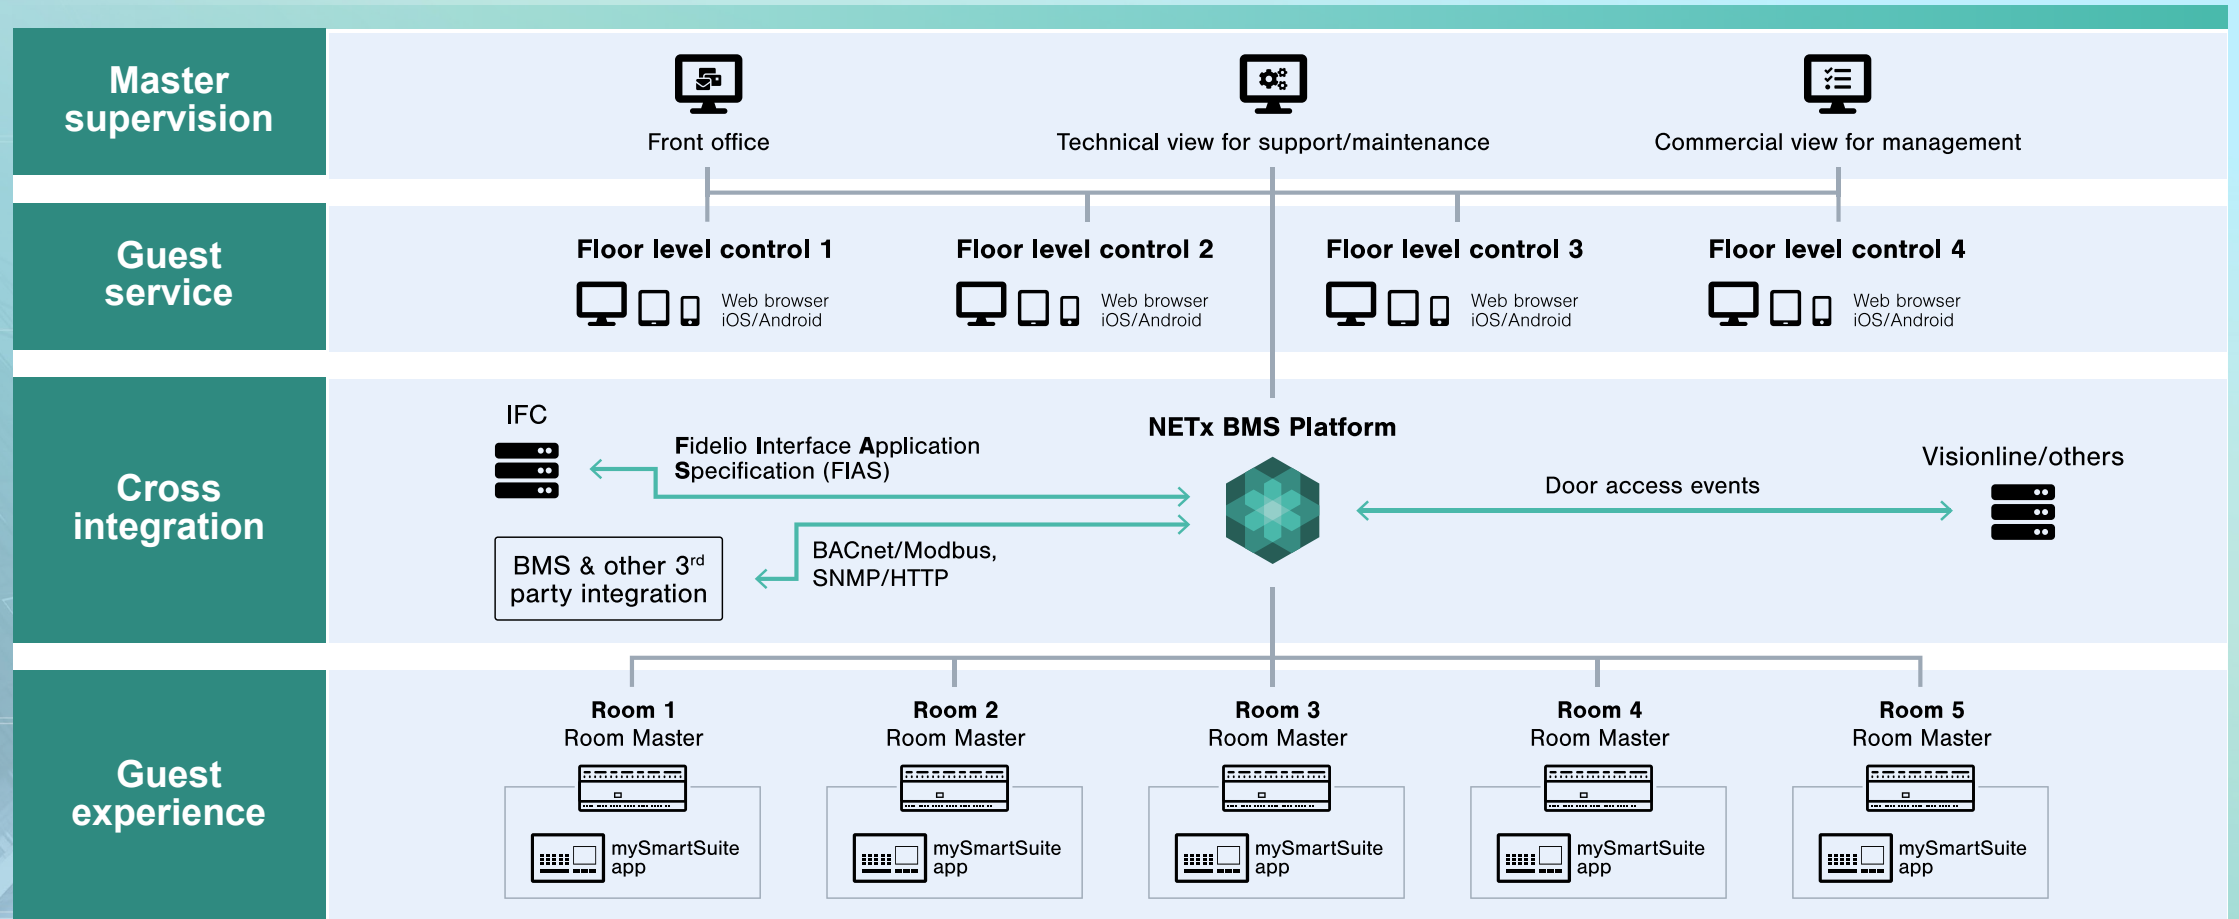 Master
supervision
Front office
Technical view for support/maintenance
Commercial view for management
Guest
service
Floor level control 1
Web browser
iOS/Android
Floor level control 2
Web browser
iOS/Android
Floor level control 3
Web browser
iOS/Android
Floor level control 4
Web browser
iOS/Android
Cross
integration
IFC
Fidelio Interface Application
Specification (FIAS)
NETx BMS Platform
Door access events
Visionline/others
BMS & other 3rd
party integration
BACnet/Modbus,
SNMP/HTTP
Guest
experience
Room 1
Room Master
mySmartSuite
app
Room 2
Room Master
mySmartSuite
app
Room 3
Room Master
mySmartSuite
app
Room 4
Room Master
mySmartSuite
app
Room 5
Room Master
mySmartSuite
app